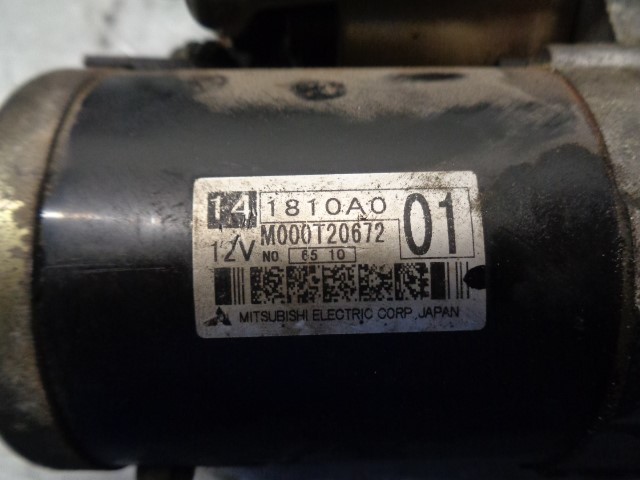 14 1810A0 01
12V M000T20672
NO 65 10
MITSUBISHI ELECTRIC CORP. JAPAN